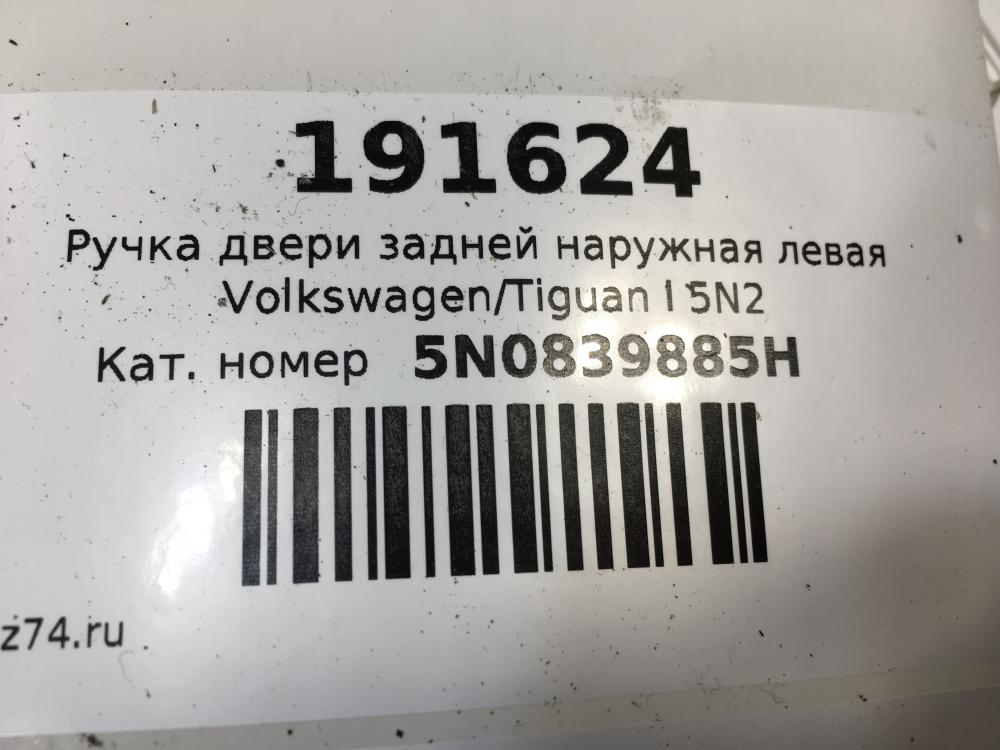 191624
Ручка двери задней наружная левая
Volkswagen/Tiguan I 5N2
Кат. номер 5N0839885H
z74.ru